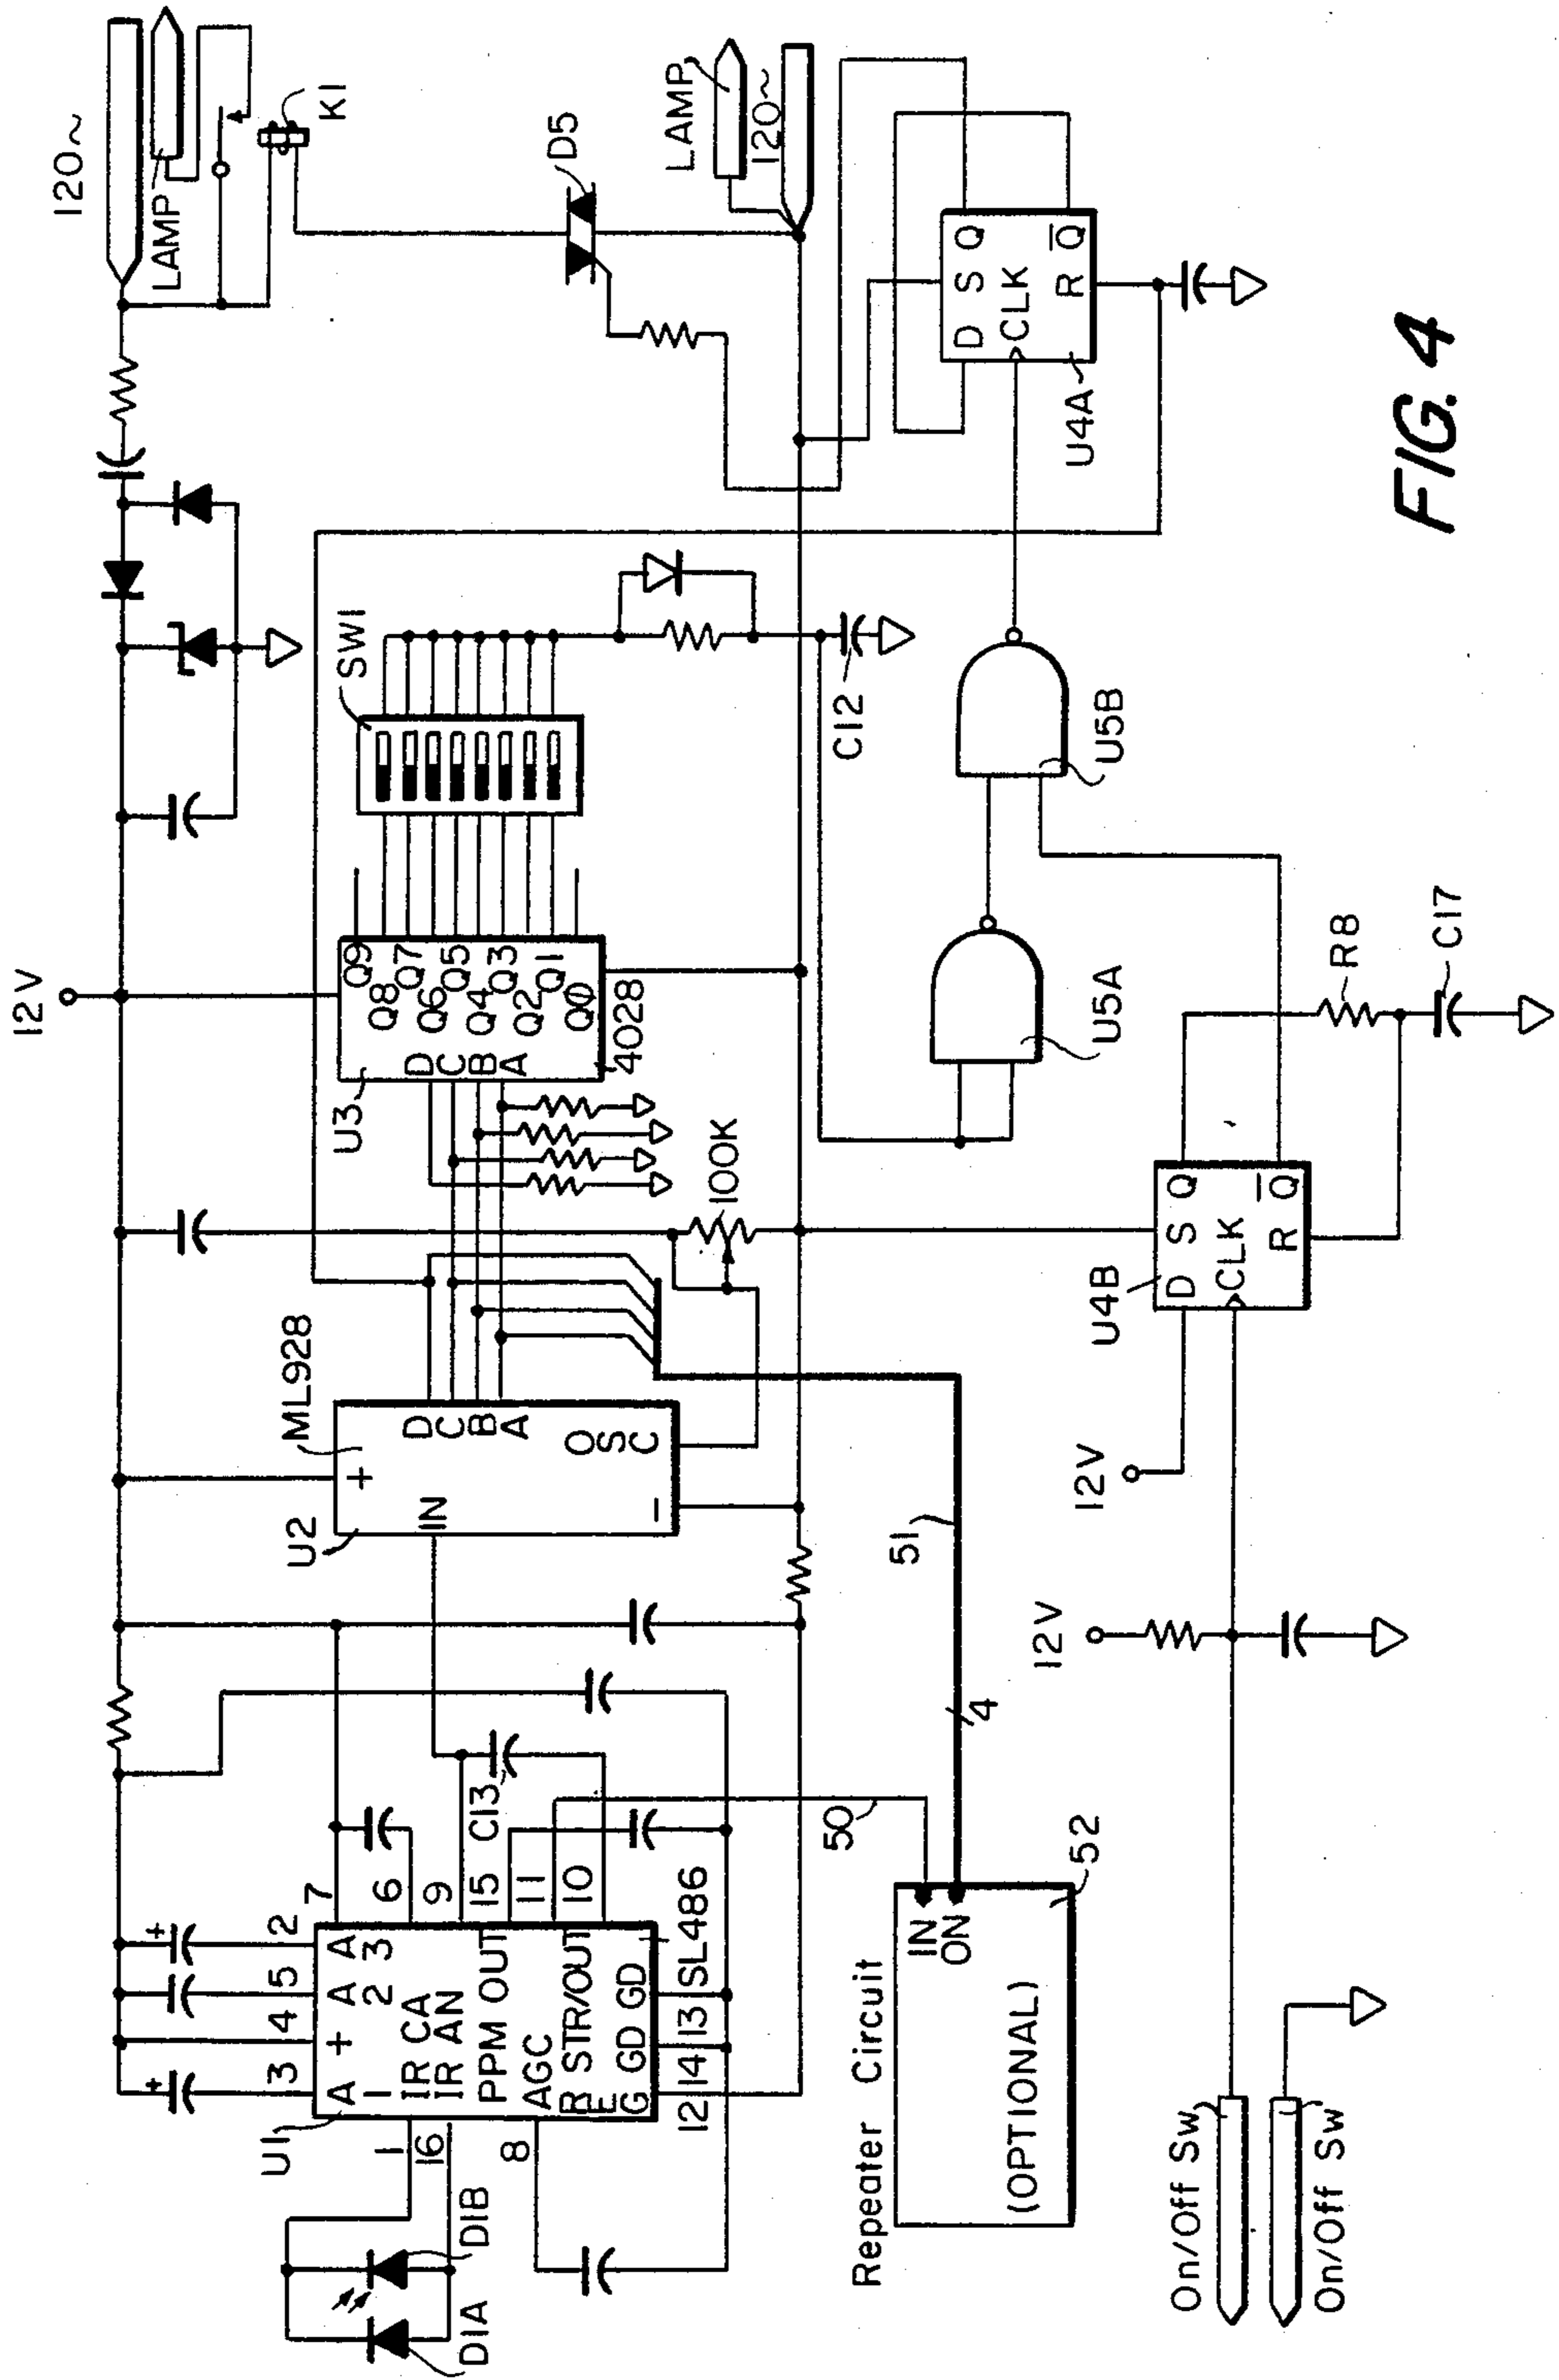 12V
120~
LAMP
K1
D5
LAMP
120~
U1
3
4
5
2
7
6
9
15
11
10
C13
1
16
8
12
14
13
SL486
A
1
+
A
2
A
3
IR CA
IR AN
PPM OUT
AGC
R STR/OUT
E
G
GD
GD
D1A
D1B
U2
ML928
+
IN
D
C
B
A
OSC
−
100K
U3
4028
D
C
B
A
Q9
Q8
Q7
Q6
Q5
Q4
Q3
Q2
Q1
QØ
SW1
C12
Repeater Circuit
IN
ON
(OPTIONAL)
52
50
51
4
U5A
U5B
U4A
D
S
Q
CLK
R
Q̅
U4B
D
S
Q
CLK
R
Q̅
12V
12V
R8
C17
On/Off Sw
On/Off Sw
FIG. 4